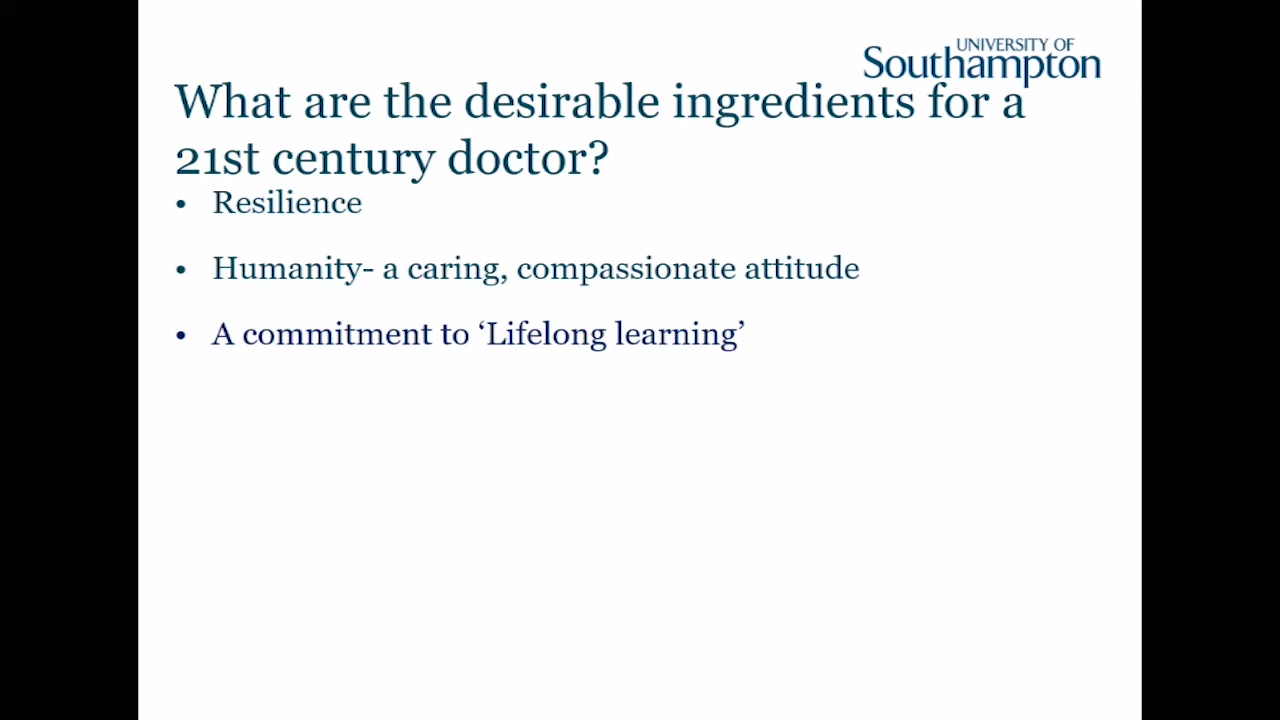 UNIVERSITY OF
Southampton
What are the desirable ingredients for a
21st century doctor?
• Resilience
• Humanity- a caring, compassionate attitude
• A commitment to ‘Lifelong learning’